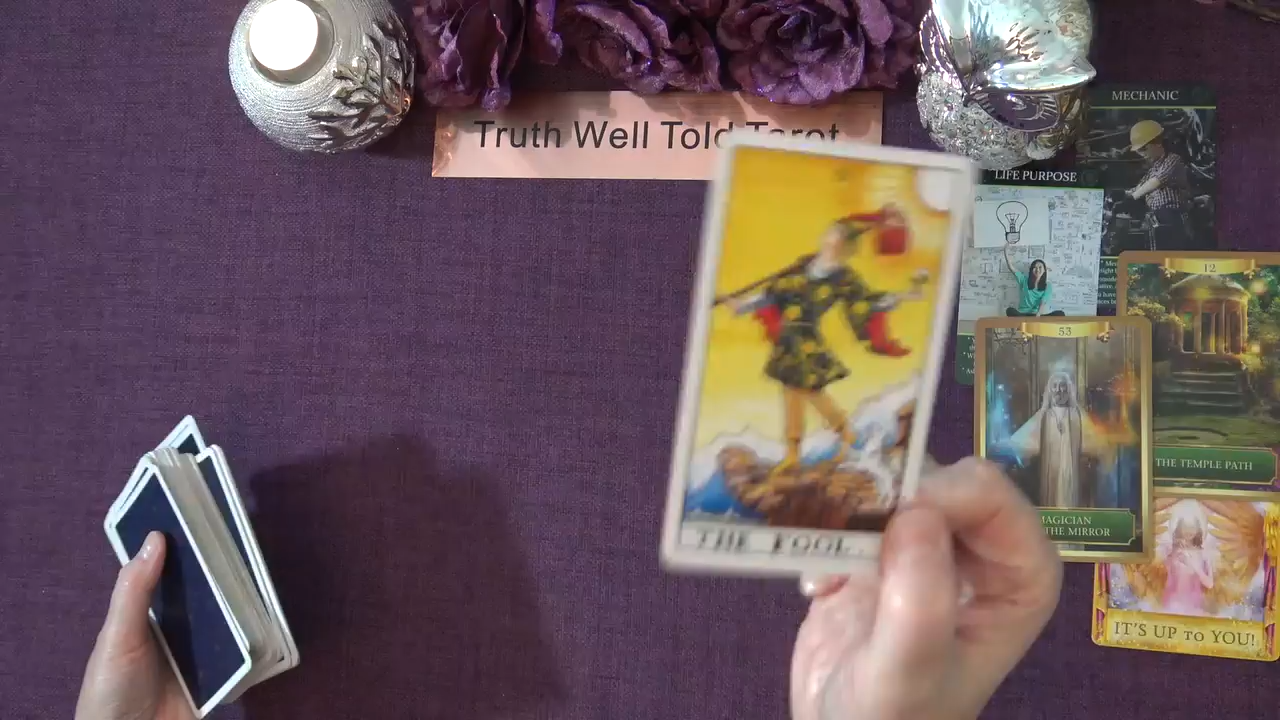 Truth Well Told Tarot
MECHANIC
LIFE PURPOSE
12
53
THE FOOL.
THE TEMPLE PATH
MAGICIAN
THE MIRROR
IT'S UP TO YOU!